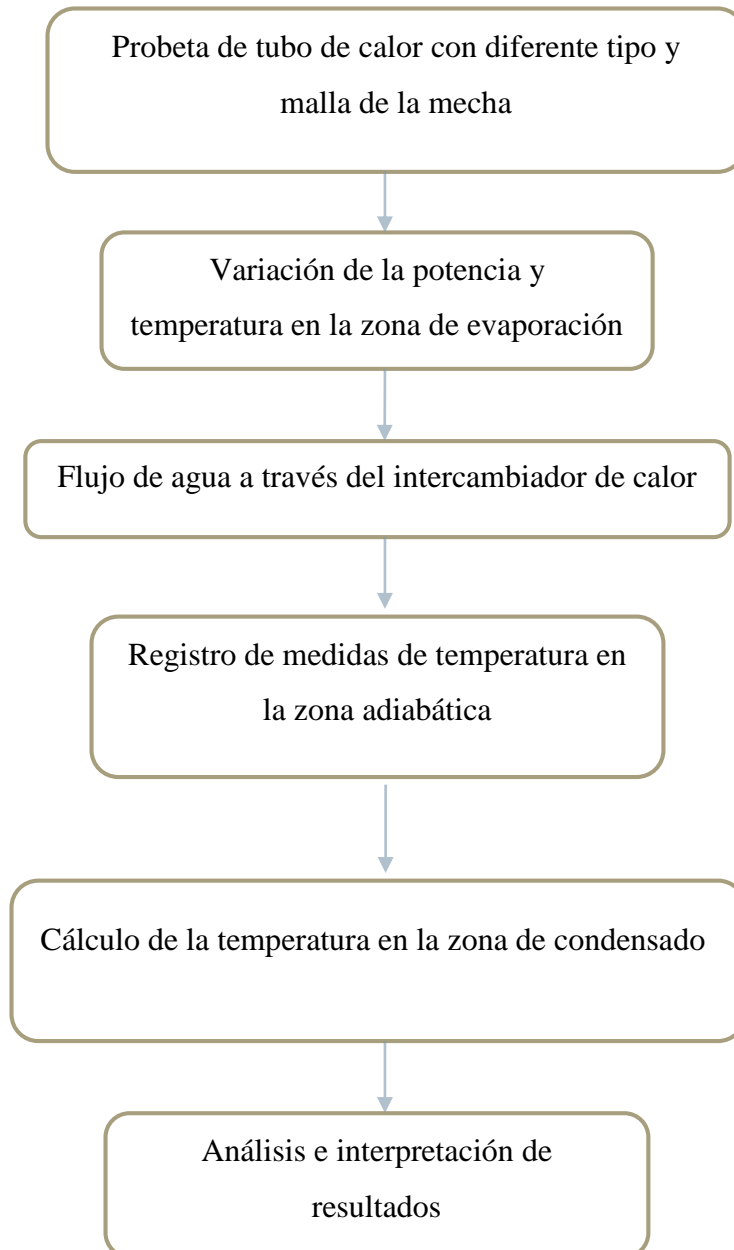 Probeta de tubo de calor con diferente tipo y
malla de la mecha
Variación de la potencia y
temperatura en la zona de evaporación
Flujo de agua a través del intercambiador de calor
Registro de medidas de temperatura en
la zona adiabática
Cálculo de la temperatura en la zona de condensado
Análisis e interpretación de
resultados